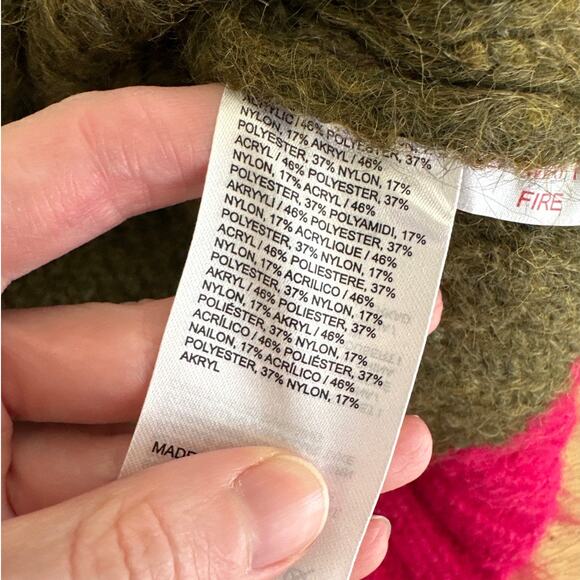 ACRYLIC / 46% POLYESTER, 37%
NYLON, 17% AKRYL / 46%
POLYESTER, 37% NYLON, 17%
ACRYL / 46% POLYESTER, 37%
NYLON, 17% ACRYL / 46%
POLYESTER, 37% POLYAMIDI, 17%
AKRYYLI / 46% POLYESTER, 37%
NYLON, 17% ACRYLIQUE / 46%
POLYESTER, 37% NYLON, 17%
ACRYL / 46% POLIESTERE, 37%
NYLON, 17% ACRILICO / 46%
POLYESTER, 37% NYLON, 17%
AKRYL / 46% POLIESTER, 37%
NYLON, 17% AKRYL / 46%
POLIÉSTER, 37% NYLON, 17%
ACRÍLICO / 46% POLIÉSTER, 37%
NAILON, 17% ACRÍLICO / 46%
POLYESTER, 37% NYLON, 17%
AKRYL
MADE
FIRE